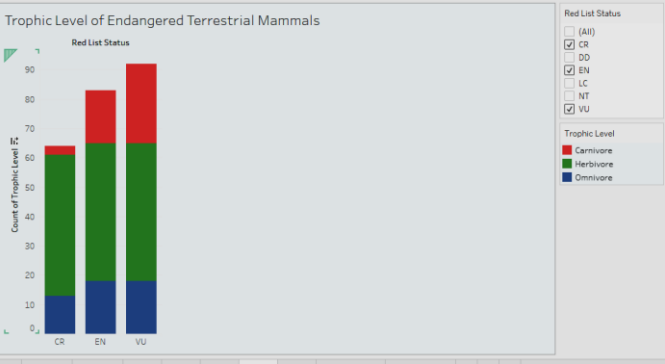 Trophic Level of Endangered Terrestrial Mammals
Red List Status
90
80
70
60
50
40
30
20
10
0
Count of TrophicLevel
CR EN VU
Red List Status
(All)
CR
DD
EN
LC
NT
VU
Trophic Level
Carnivore
Herbivore
Omnivore